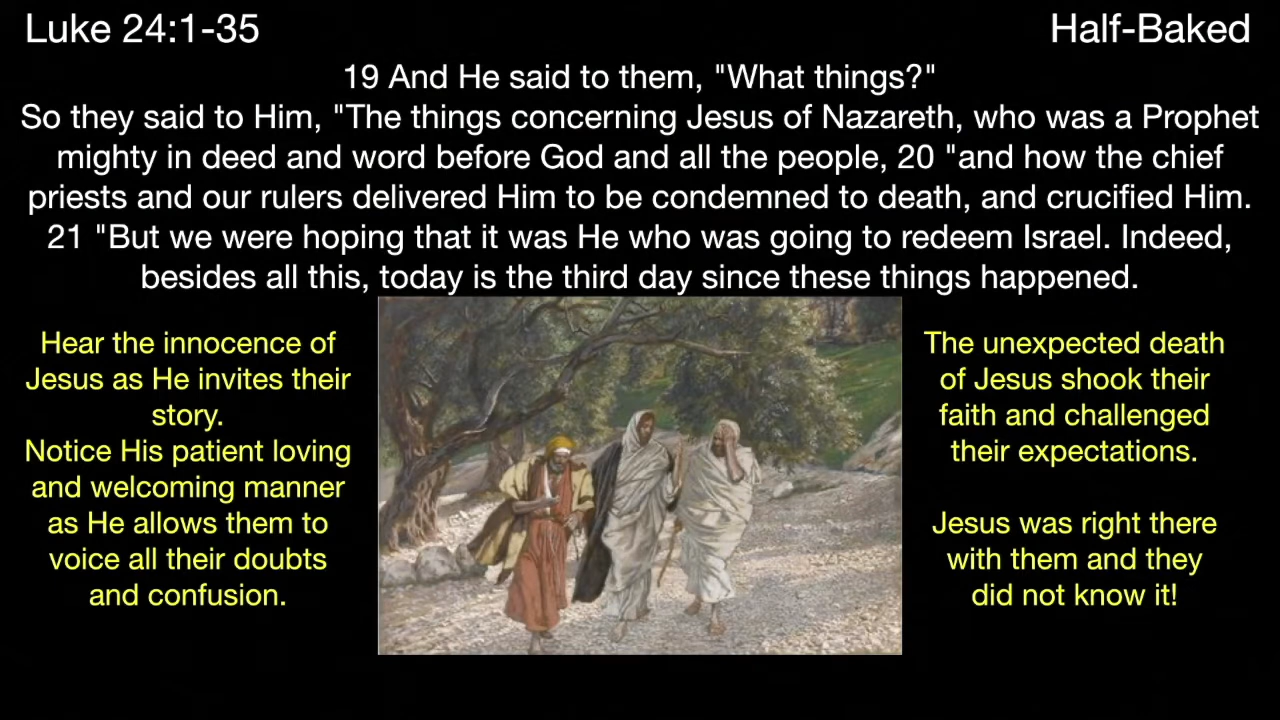 Luke 24:1-35
Half-Baked
19 And He said to them, "What things?"
So they said to Him, "The things concerning Jesus of Nazareth, who was a Prophet
mighty in deed and word before God and all the people, 20 "and how the chief
priests and our rulers delivered Him to be condemned to death, and crucified Him.
21 "But we were hoping that it was He who was going to redeem Israel. Indeed,
besides all this, today is the third day since these things happened.
Hear the innocence of
Jesus as He invites their
story.
Notice His patient loving
and welcoming manner
as He allows them to
voice all their doubts
and confusion.
The unexpected death
of Jesus shook their
faith and challenged
their expectations.
Jesus was right there
with them and they
did not know it!